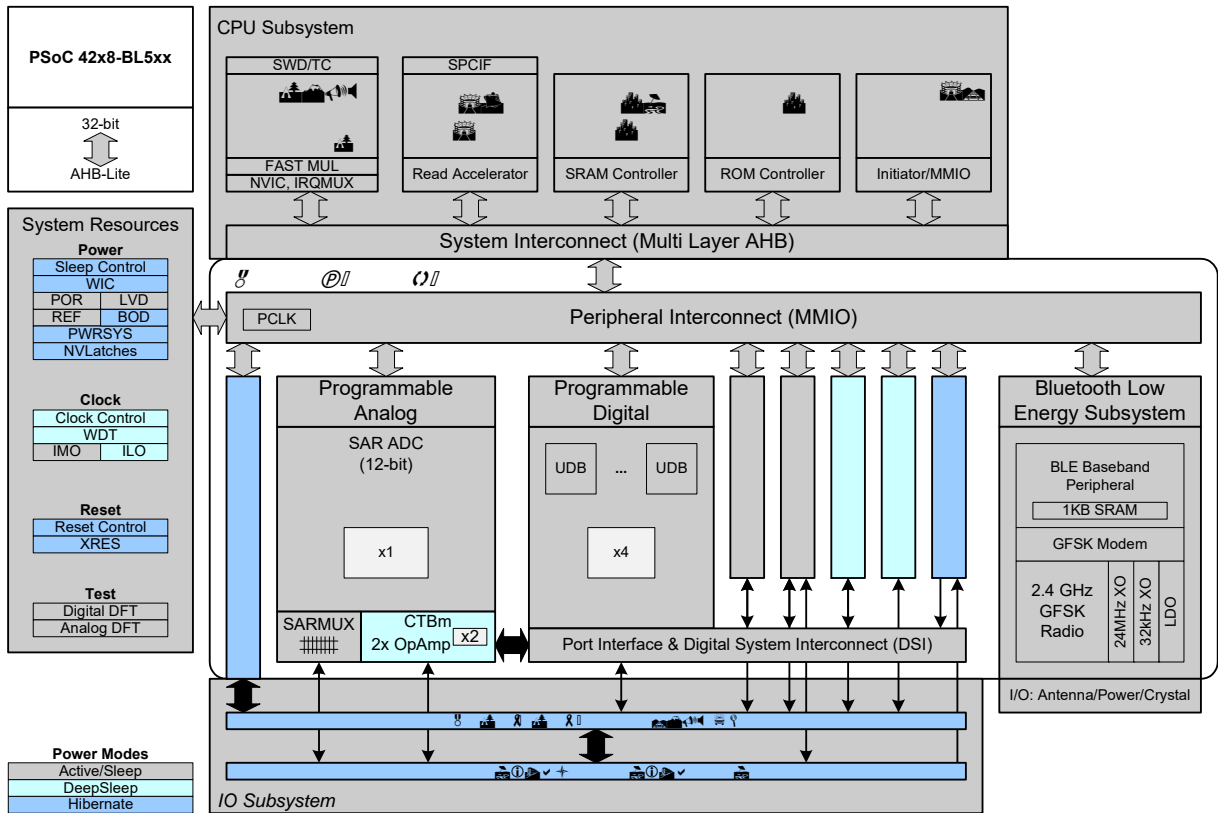 PSoC 42x8-BL5xx
32-bit
AHB-Lite
CPU Subsystem
SWD/TC
FAST MUL
NVIC, IRQMUX
SPCIF
Read Accelerator
SRAM Controller
ROM Controller
Initiator/MMIO
System Interconnect (Multi Layer AHB)
System Resources
Power
Sleep Control
WIC
POR LVD
REF BOD
PWRSYS
NVLatches
Clock
Clock Control
WDT
IMO ILO
Reset
Reset Control
XRES
Test
Digital DFT
Analog DFT
PCLK
Peripheral Interconnect (MMIO)
Programmable
Analog
SAR ADC
(12-bit)
x1
SARMUX
CTBm
2x OpAmp
x2
Programmable
Digital
UDB ... UDB
x4
Port Interface & Digital System Interconnect (DSI)
Bluetooth Low
Energy Subsystem
BLE Baseband
Peripheral
1KB SRAM
GFSK Modem
2.4 GHz
GFSK
Radio
24MHz XO
32kHz XO
LDO
I/O: Antenna/Power/Crystal
Power Modes
Active/Sleep
DeepSleep
Hibernate
IO Subsystem